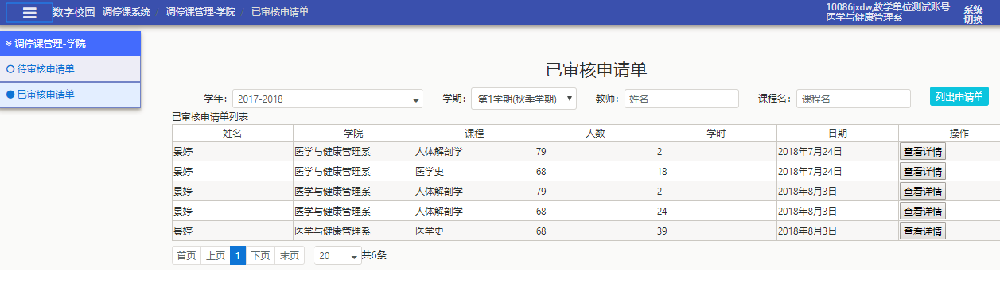 数字校园 调停课系统 / 调停课管理-学院 / 已审核申请单
10086jxdw,教学单位测试账号
医学与健康管理系
系统
切换
调停课管理-学院
待审核申请单
已审核申请单
已审核申请单
学年: 2017-2018 学期: 第1学期(秋季学期) 教师: 姓名 课程名: 课程名 列出申请单
已审核申请单列表
姓名 学院 课程 人数 学时 日期 操作
景婷 医学与健康管理系 人体解剖学 79 2 2018年7月24日 查看详情
景婷 医学与健康管理系 医学史 68 18 2018年7月24日 查看详情
景婷 医学与健康管理系 人体解剖学 79 2 2018年8月3日 查看详情
景婷 医学与健康管理系 人体解剖学 68 24 2018年8月3日 查看详情
景婷 医学与健康管理系 医学史 68 39 2018年8月3日 查看详情
首页 上页 1 下页 末页 20 共6条